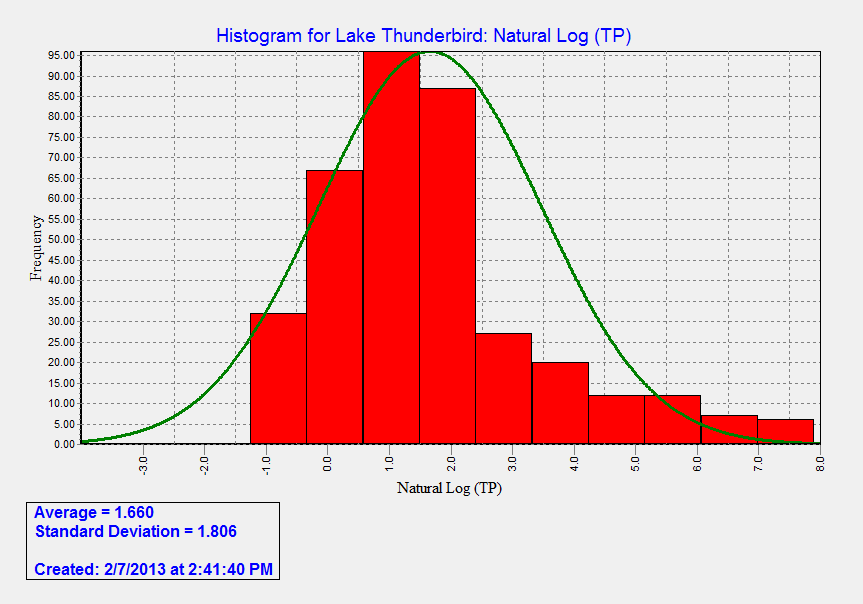 Histogram for Lake Thunderbird: Natural Log (TP)
95.00
90.00
85.00
80.00
75.00
70.00
65.00
60.00
55.00
50.00
45.00
40.00
35.00
30.00
25.00
20.00
15.00
10.00
5.00
0.00
Frequency
-3.0 -2.0 -1.0 0.0 1.0 2.0 3.0 4.0 5.0 6.0 7.0 8.0
Natural Log (TP)
Average = 1.660
Standard Deviation = 1.806
Created: 2/7/2013 at 2:41:40 PM